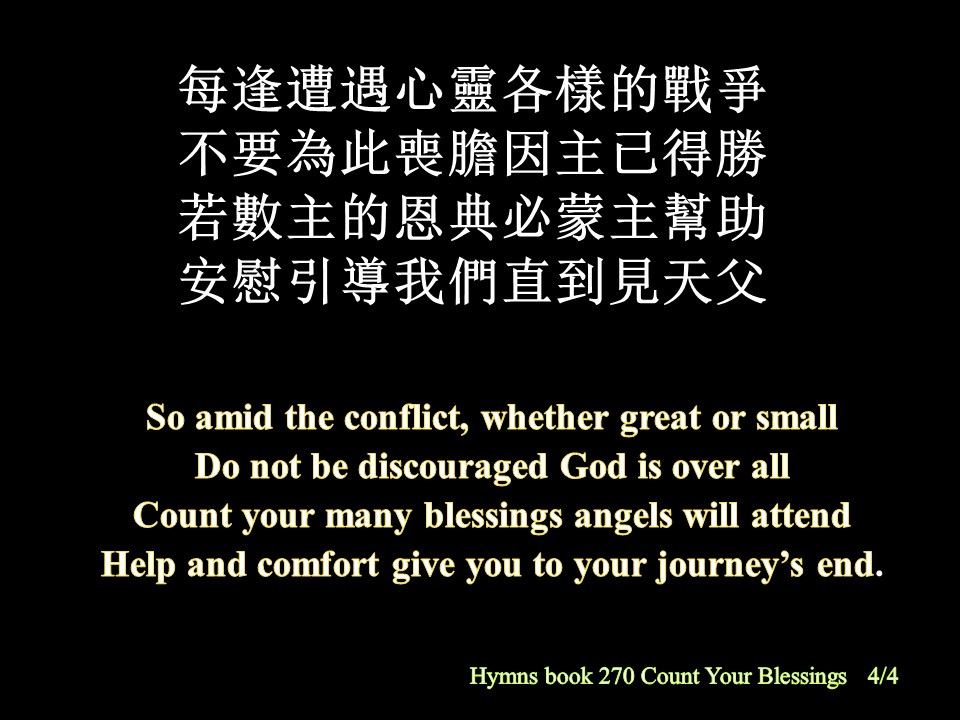 每逢遭遇心靈各樣的戰爭
不要為此喪膽因主已得勝
若數主的恩典必蒙主幫助
安慰引導我們直到見天父
So amid the conflict, whether great or small
Do not be discouraged God is over all
Count your many blessings angels will attend
Help and comfort give you to your journey’s end.
Hymns book 270 Count Your Blessings 4/4